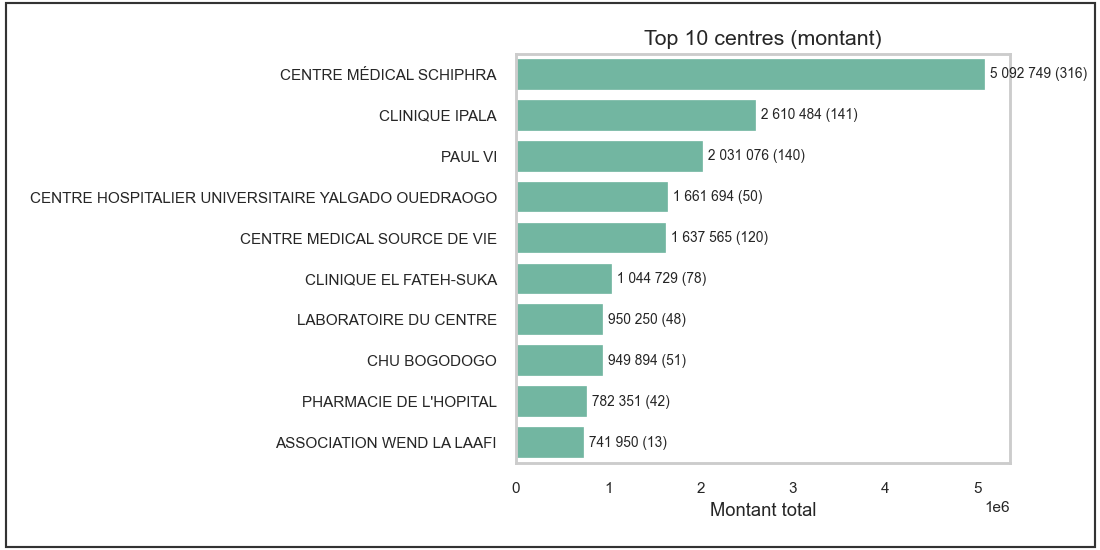 Top 10 centres (montant)
CENTRE MÉDICAL SCHIPHRA 5 092 749 (316)
CLINIQUE IPALA 2 610 484 (141)
PAUL VI 2 031 076 (140)
CENTRE HOSPITALIER UNIVERSITAIRE YALGADO OUEDRAOGO 1 661 694 (50)
CENTRE MEDICAL SOURCE DE VIE 1 637 565 (120)
CLINIQUE EL FATEH-SUKA 1 044 729 (78)
LABORATOIRE DU CENTRE 950 250 (48)
CHU BOGODOGO 949 894 (51)
PHARMACIE DE L'HOPITAL 782 351 (42)
ASSOCIATION WEND LA LAAFI 741 950 (13)
0 1 2 3 4 5
1e6
Montant total